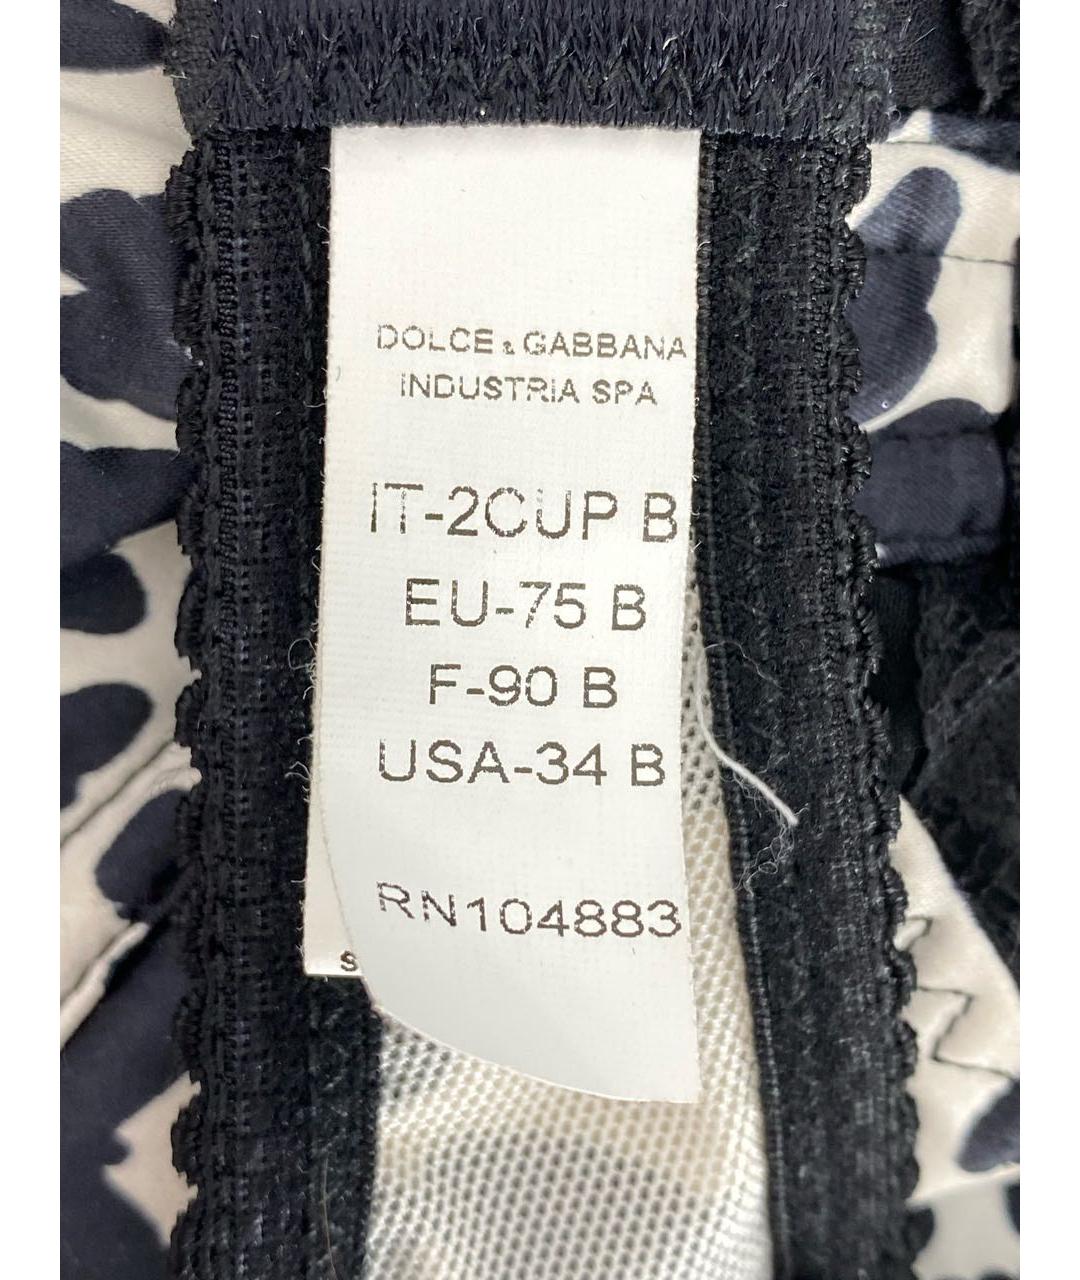 DOLCE & GABBANA
INDUSTRIA SPA
IT-2CUP B
EU-75 B
F-90 B
USA-34 B
RN104883
S